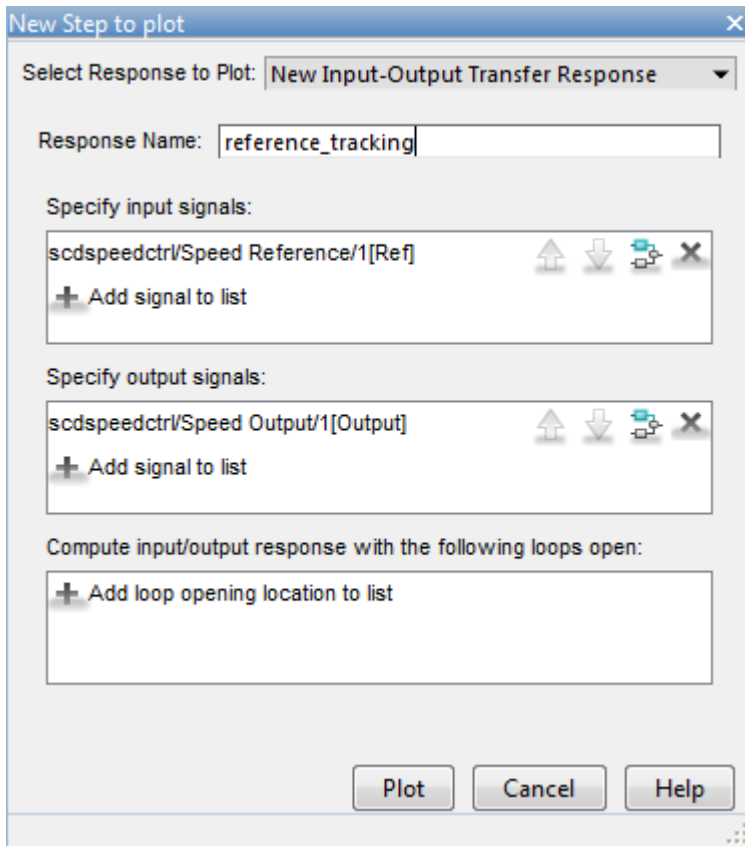 New Step to plot
Select Response to Plot: New Input-Output Transfer Response
Response Name: reference_tracking
Specify input signals:
scdspeedctrl/Speed Reference/1[Ref]
Add signal to list
Specify output signals:
scdspeedctrl/Speed Output/1[Output]
Add signal to list
Compute input/output response with the following loops open:
Add loop opening location to list
Plot Cancel Help